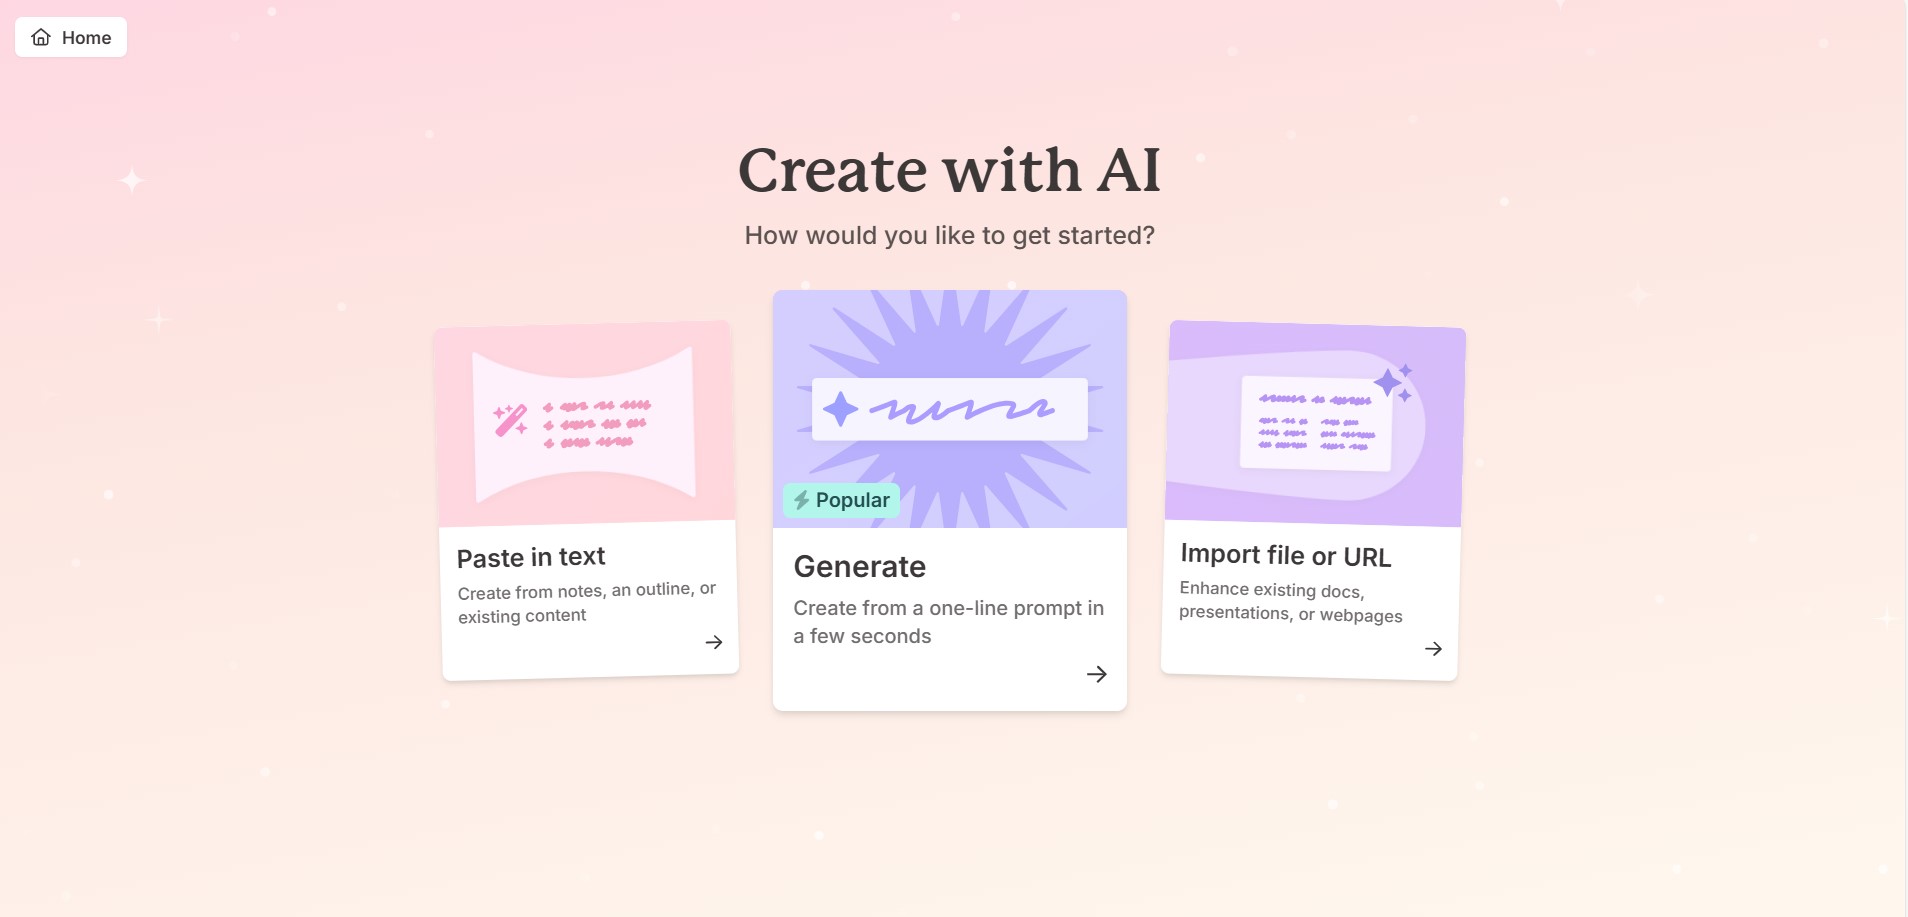 Home
Create with AI
How would you like to get started?
Paste in text
Create from notes, an outline, or
existing content
Popular
Generate
Create from a one-line prompt in
a few seconds
Import file or URL
Enhance existing docs,
presentations, or webpages